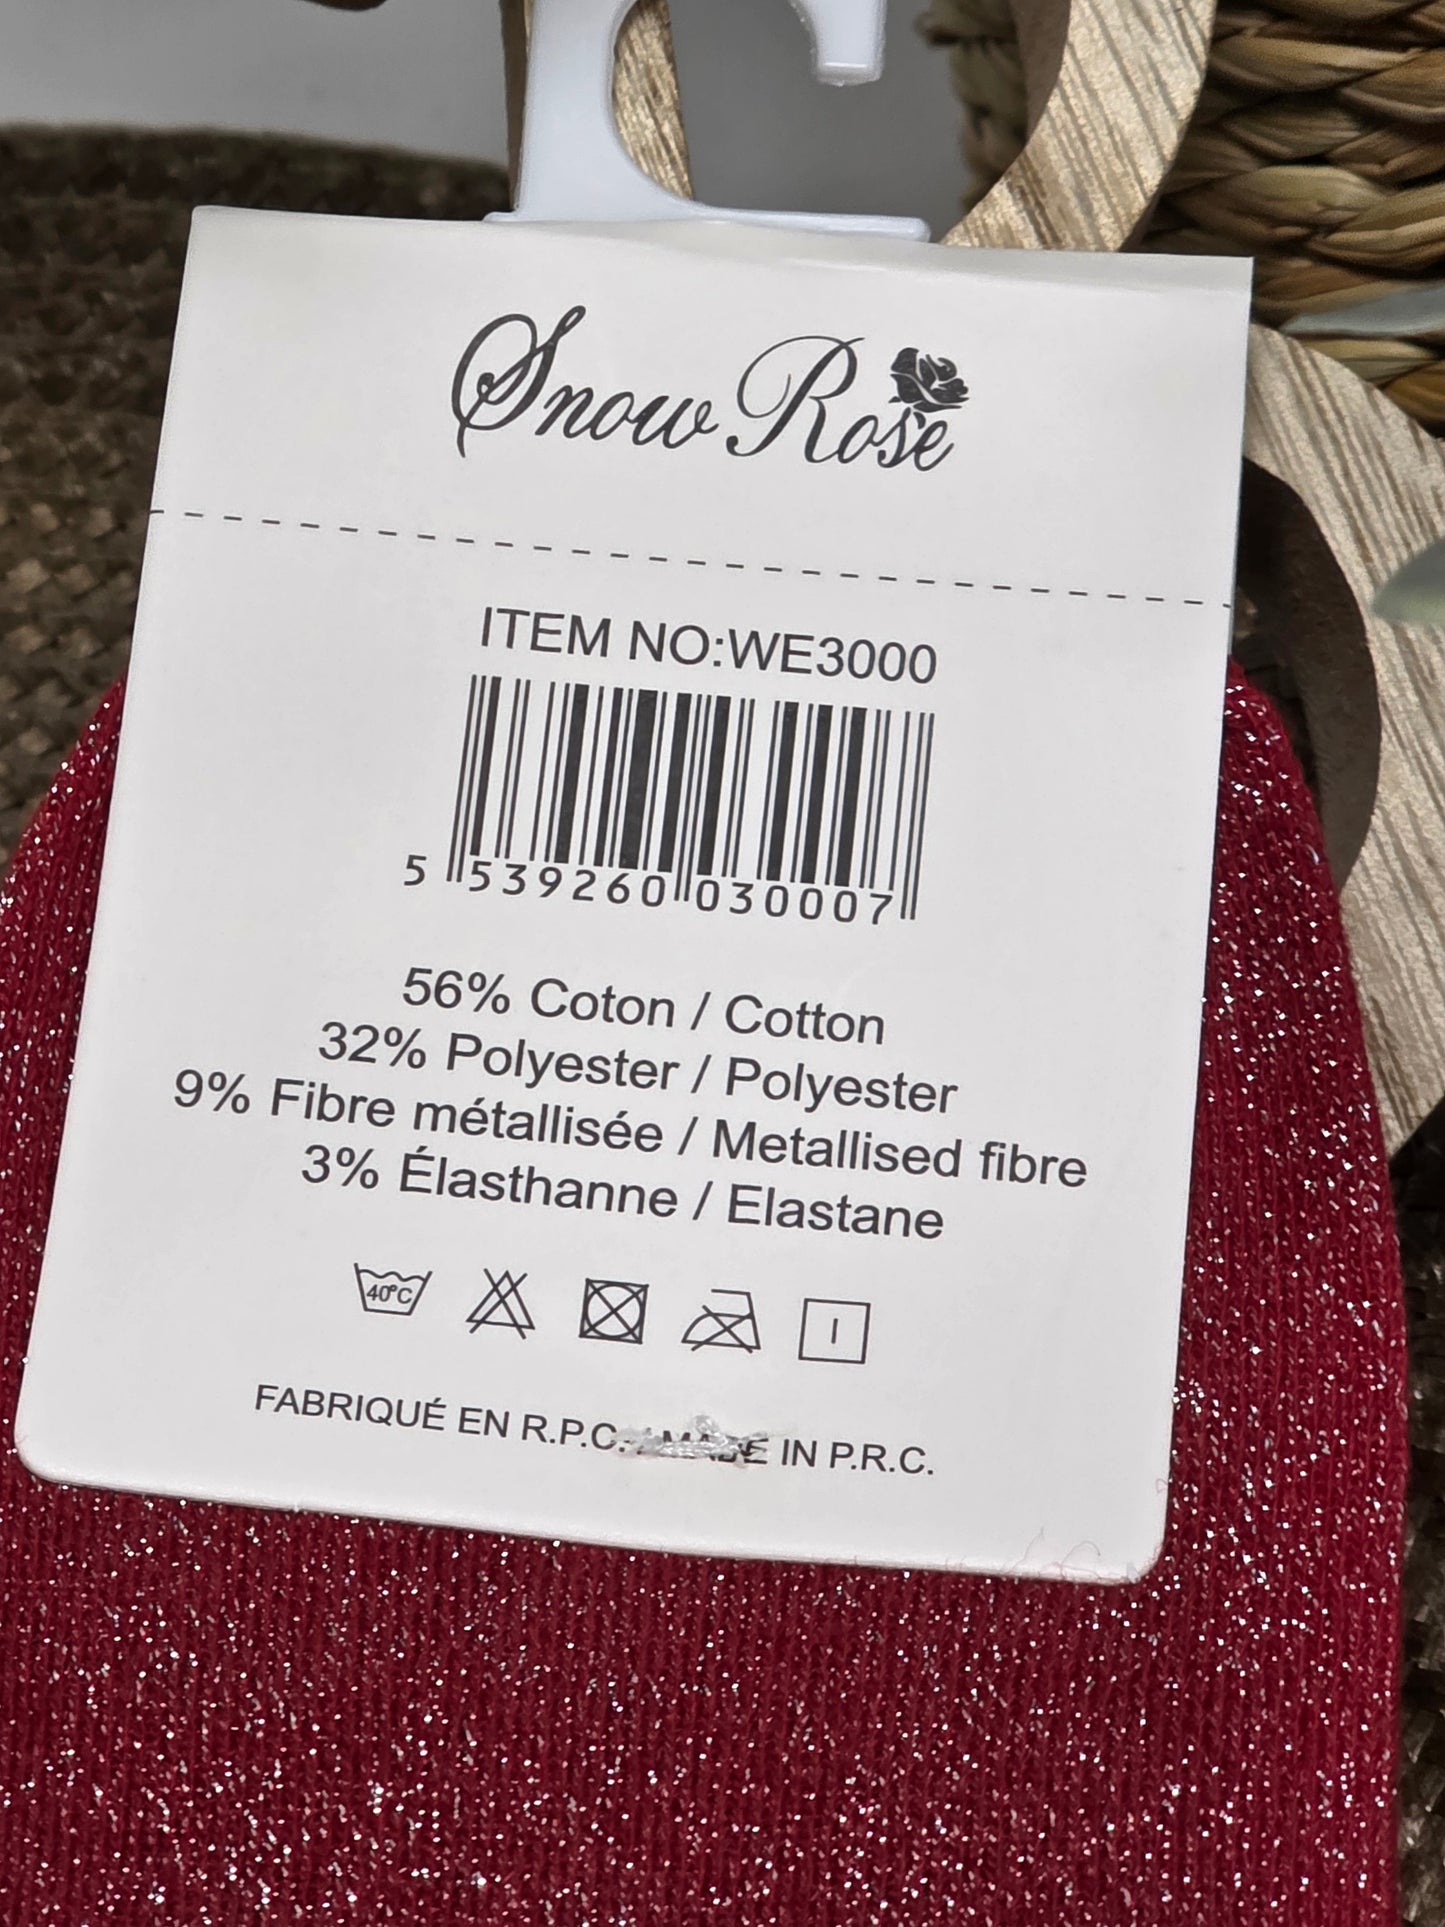 Snow Rose
ITEM NO:WE3000
5 539260 030007
56% Coton / Cotton
32% Polyester / Polyester
9% Fibre métallisée / Metallised fibre
3% Élasthanne / Elastane
40°C
FABRIQUÉ EN R.P.C. / MADE IN P.R.C.